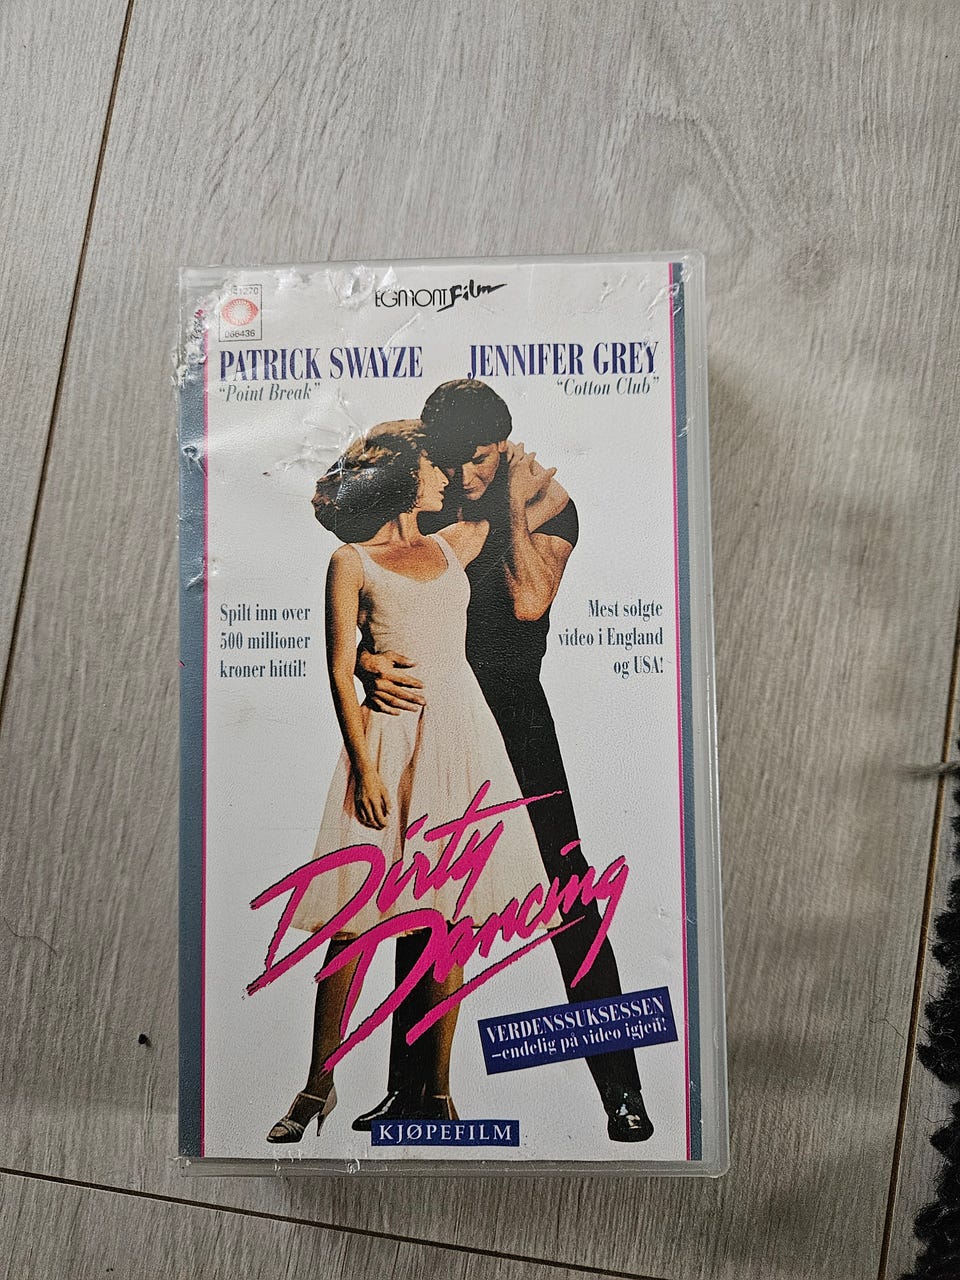 EGMONT Film
066436
PATRICK SWAYZE
"Point Break"
JENNIFER GREY
"Cotton Club"
Spilt inn over
500 millioner
kroner hittil!
Mest solgte
video i England
og USA!
Dirty
Dancing
VERDENSSUKSESSEN
–endelig på video igjen!
KJØPEFILM